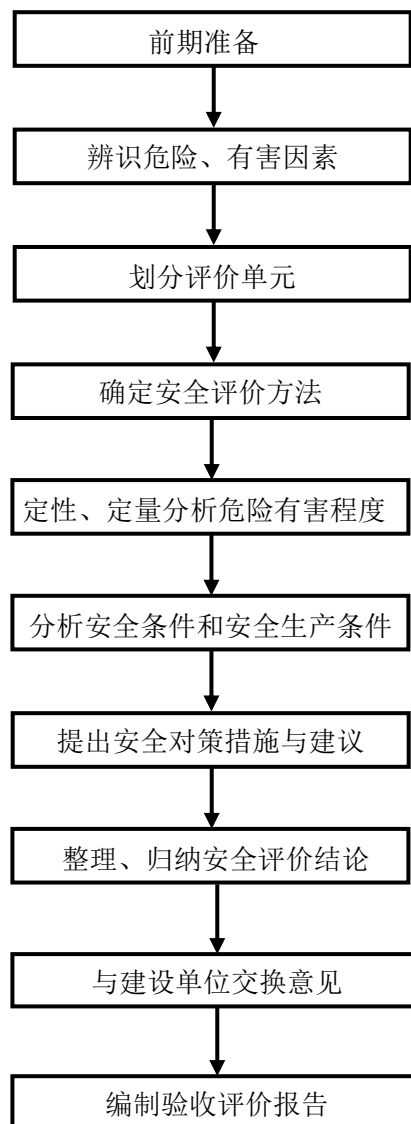 前期准备
辨识危险、有害因素
划分评价单元
确定安全评价方法
定性、定量分析危险有害程度
分析安全条件和安全生产条件
提出安全对策措施与建议
整理、归纳安全评价结论
与建设单位交换意见
编制验收评价报告